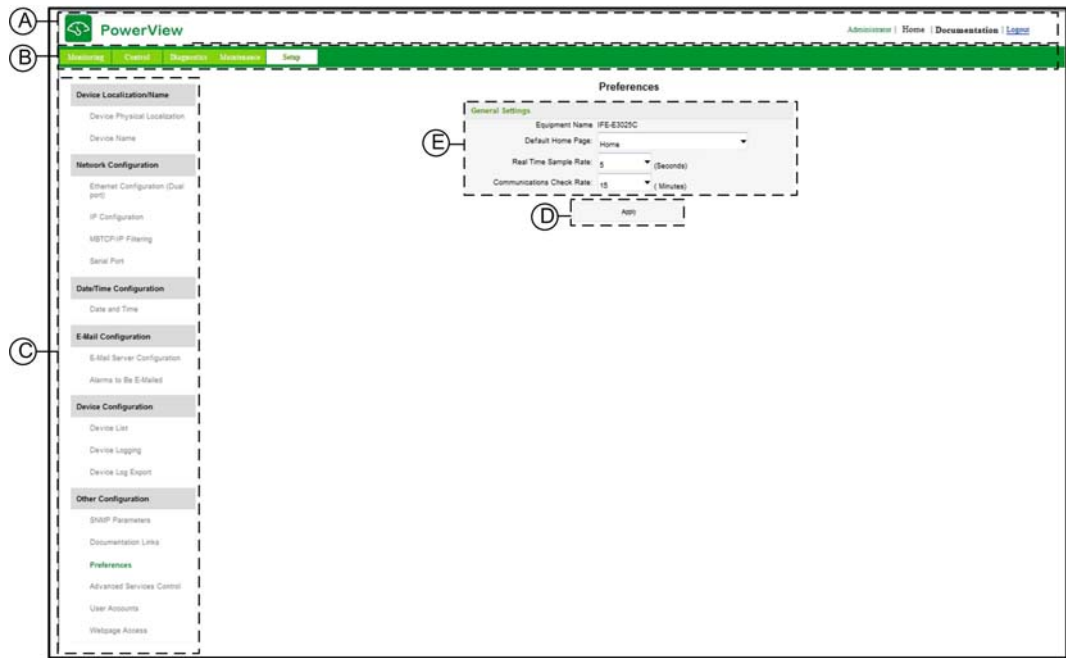 A
PowerView
Administrator | Home | Documentation | Logout
B
Monitoring Control Diagnostics Maintenance Setup
Device Localization/Name
Device Physical Localization
Device Name
Network Configuration
Ethernet Configuration (Dual
port)
IP Configuration
MBTCP/IP Filtering
Serial Port
Date/Time Configuration
Date and Time
E-Mail Configuration
C
E-Mail Server Configuration
Alarms to Be E-Mailed
Device Configuration
Device List
Device Logging
Device Log Export
Other Configuration
SNMP Parameters
Documentation Links
Preferences
Advanced Services Control
User Accounts
Webpage Access
Preferences
General Settings
Equipment Name IFE-E3025C
E
Default Home Page: Home
Real Time Sample Rate: 5 (Seconds)
Communications Check Rate: 15 ( Minutes)
D
Apply